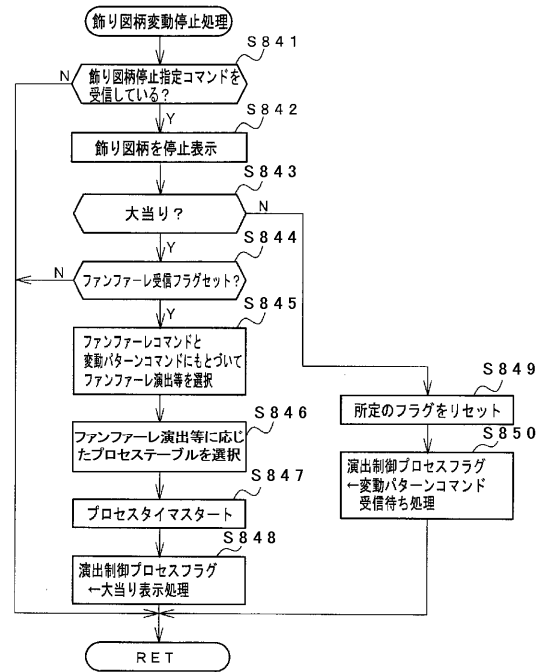 飾り図柄変動停止処理
S841
飾り図柄停止指定コマンドを
受信している?
N
Y
S842
飾り図柄を停止表示
S843
大当り?
N
Y
S844
ファンファーレ受信フラグセット?
N
Y
S845
ファンファーレコマンドと
変動パターンコマンドにもとづいて
ファンファーレ演出等を選択
S846
ファンファーレ演出等に応じ
たプロセステーブルを選択
S847
プロセスタイマスタート
S848
演出制御プロセスフラグ
←大当り表示処理
S849
所定のフラグをリセット
S850
演出制御プロセスフラグ
←変動パターンコマンド
受信待ち処理
RET